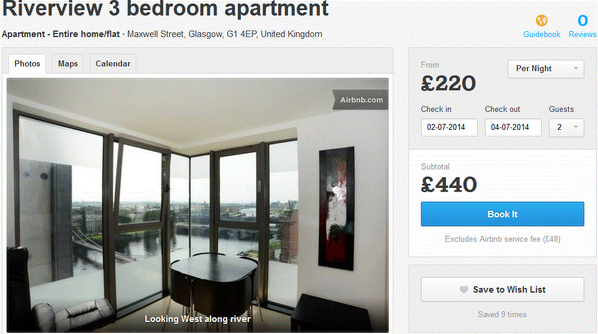 Riverview 3 bedroom apartment
Apartment - Entire home/flat · Maxwell Street, Glasgow, G1 4EP, United Kingdom
Guidebook
0
Reviews
Photos
Maps
Calendar
Airbnb.com
Looking West along river
From
£220
Per Night
Check in
Check out
Guests
02-07-2014
04-07-2014
2
Subtotal
£440
Book It
Excludes Airbnb service fee (£48)
Save to Wish List
Saved 9 times